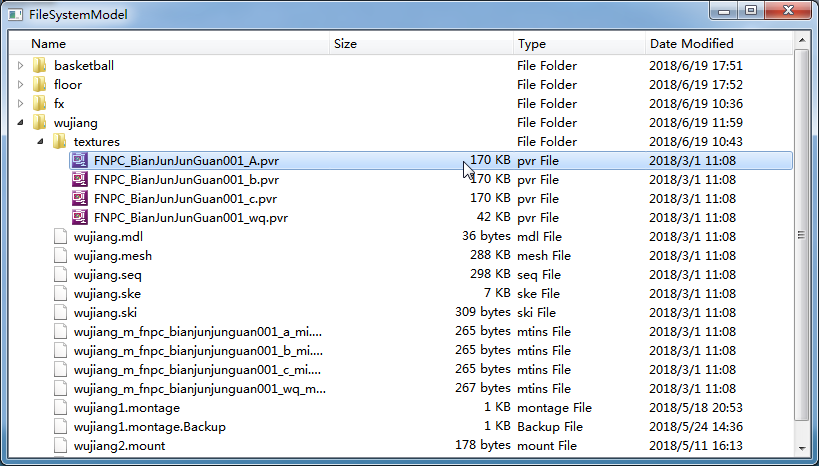 FileSystemModel
Name Size Type Date Modified
basketball File Folder 2018/6/19 17:51
floor File Folder 2018/6/19 17:52
fx File Folder 2018/6/19 10:36
wujiang File Folder 2018/6/19 11:59
textures File Folder 2018/6/19 10:43
FNPC_BianJunJunGuan001_A.pvr 170 KB pvr File 2018/3/1 11:08
FNPC_BianJunJunGuan001_b.pvr 170 KB pvr File 2018/3/1 11:08
FNPC_BianJunJunGuan001_c.pvr 170 KB pvr File 2018/3/1 11:08
FNPC_BianJunJunGuan001_wq.pvr 42 KB pvr File 2018/3/1 11:08
wujiang.mdl 36 bytes mdl File 2018/3/1 11:08
wujiang.mesh 288 KB mesh File 2018/3/1 11:08
wujiang.seq 298 KB seq File 2018/3/1 11:08
wujiang.ske 7 KB ske File 2018/3/1 11:08
wujiang.ski 309 bytes ski File 2018/3/1 11:08
wujiang_m_fnpc_bianjunjunguan001_a_mi.... 265 bytes mtins File 2018/3/1 11:08
wujiang_m_fnpc_bianjunjunguan001_b_mi.... 265 bytes mtins File 2018/3/1 11:08
wujiang_m_fnpc_bianjunjunguan001_c_mi.... 265 bytes mtins File 2018/3/1 11:08
wujiang_m_fnpc_bianjunjunguan001_wq_m... 267 bytes mtins File 2018/3/1 11:08
wujiang1.montage 1 KB montage File 2018/5/18 20:53
wujiang1.montage.Backup 1 KB Backup File 2018/5/24 14:36
wujiang2.mount 178 bytes mount File 2018/5/11 16:13